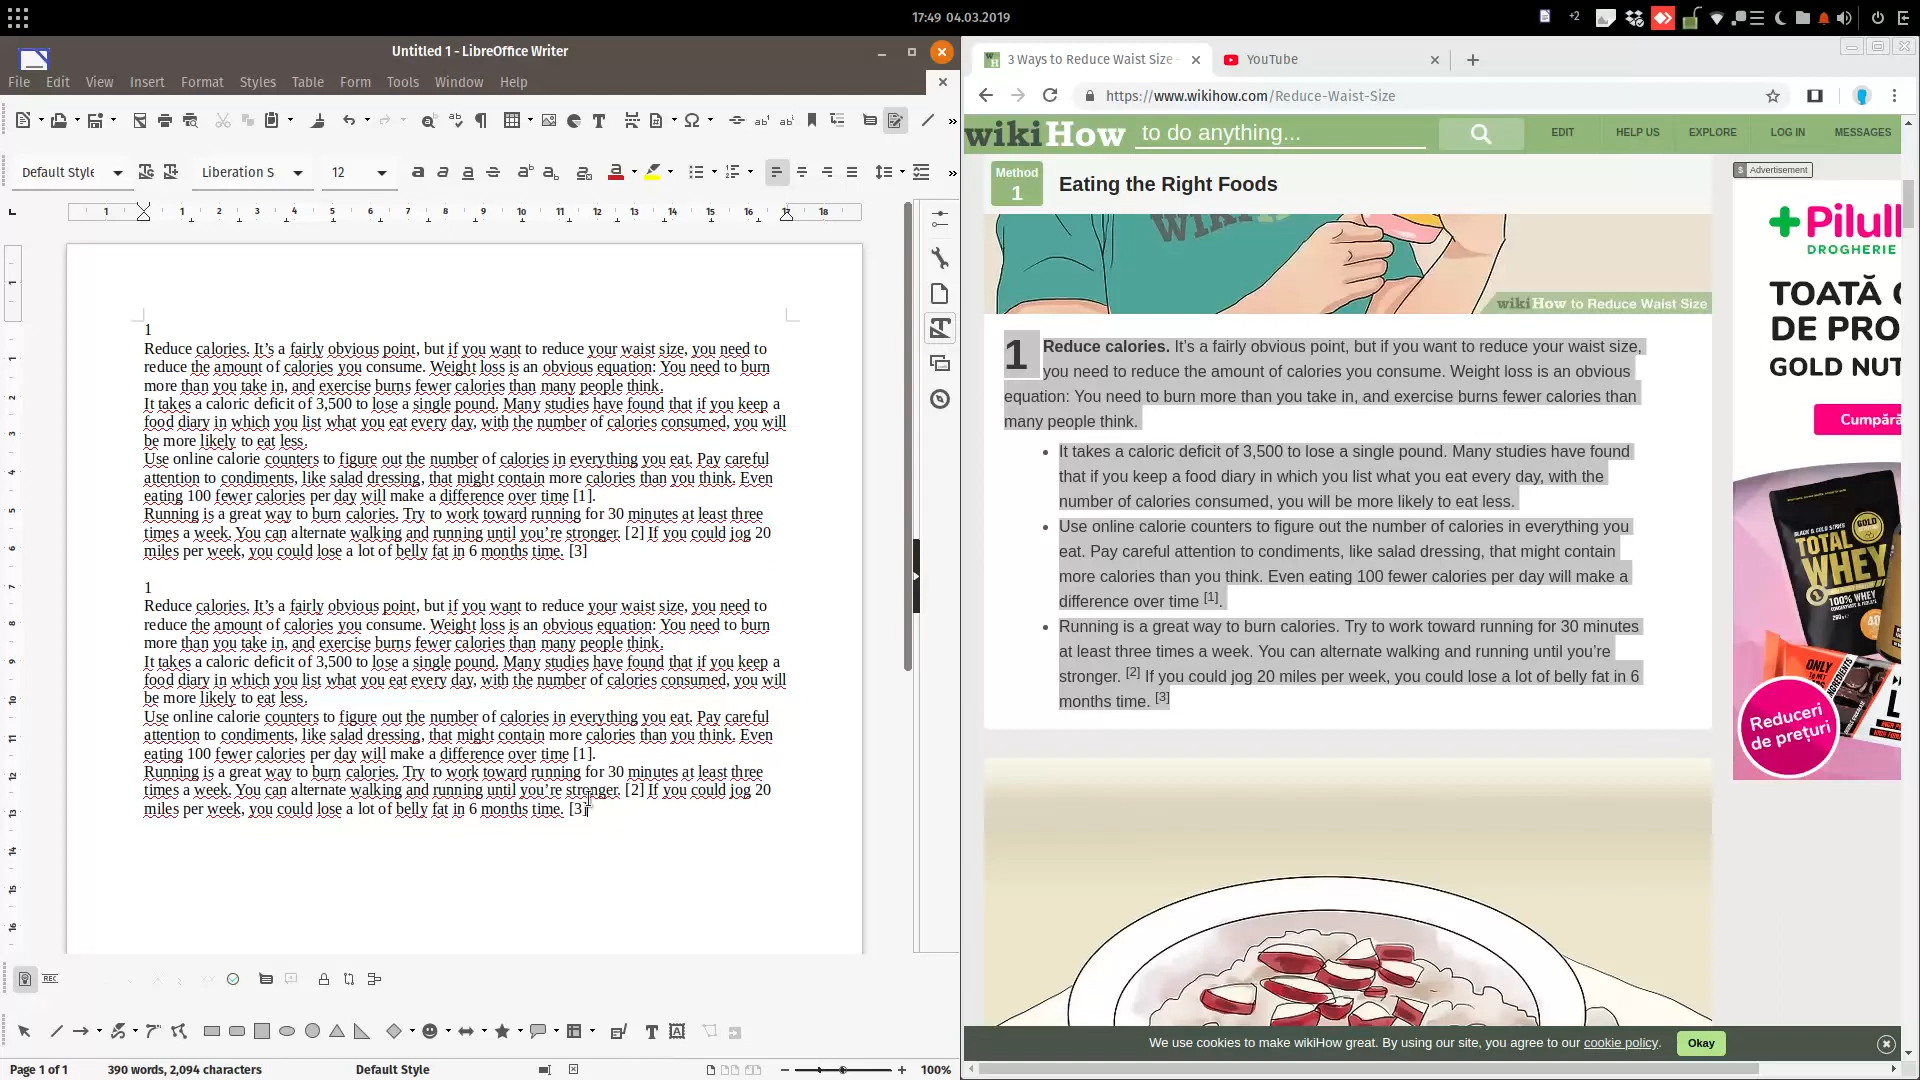 17:49 04.03.2019
+2
Untitled 1 - LibreOffice Writer
File Edit View Insert Format Styles Table Form Tools Window Help
Default Style Liberation S 12
1 1 2 3 4 5 6 7 8 9 10 11 12 13 14 15 16 17 18
1
Reduce calories. It’s a fairly obvious point, but if you want to reduce your waist size, you need to
reduce the amount of calories you consume. Weight loss is an obvious equation: You need to burn
more than you take in, and exercise burns fewer calories than many people think.
It takes a caloric deficit of 3,500 to lose a single pound. Many studies have found that if you keep a
food diary in which you list what you eat every day, with the number of calories consumed, you will
be more likely to eat less.
Use online calorie counters to figure out the number of calories in everything you eat. Pay careful
attention to condiments, like salad dressing, that might contain more calories than you think. Even
eating 100 fewer calories per day will make a difference over time [1].
Running is a great way to burn calories. Try to work toward running for 30 minutes at least three
times a week. You can alternate walking and running until you’re stronger. [2] If you could jog 20
miles per week, you could lose a lot of belly fat in 6 months time. [3]
1
Reduce calories. It’s a fairly obvious point, but if you want to reduce your waist size, you need to
reduce the amount of calories you consume. Weight loss is an obvious equation: You need to burn
more than you take in, and exercise burns fewer calories than many people think.
It takes a caloric deficit of 3,500 to lose a single pound. Many studies have found that if you keep a
food diary in which you list what you eat every day, with the number of calories consumed, you will
be more likely to eat less.
Use online calorie counters to figure out the number of calories in everything you eat. Pay careful
attention to condiments, like salad dressing, that might contain more calories than you think. Even
eating 100 fewer calories per day will make a difference over time [1].
Running is a great way to burn calories. Try to work toward running for 30 minutes at least three
times a week. You can alternate walking and running until you’re stronger. [2] If you could jog 20
miles per week, you could lose a lot of belly fat in 6 months time. [3]
REC
Page 1 of 1 390 words, 2,094 characters Default Style 100%
3 Ways to Reduce Waist Size - YouTube
https://www.wikihow.com/Reduce-Waist-Size
wikiHow to do anything... EDIT HELP US EXPLORE LOG IN MESSAGES
Method
1
Eating the Right Foods
wikiHow to Reduce Waist Size
1 Reduce calories. It’s a fairly obvious point, but if you want to reduce your waist size,
you need to reduce the amount of calories you consume. Weight loss is an obvious
equation: You need to burn more than you take in, and exercise burns fewer calories than
many people think.
It takes a caloric deficit of 3,500 to lose a single pound. Many studies have found
that if you keep a food diary in which you list what you eat every day, with the
number of calories consumed, you will be more likely to eat less.
Use online calorie counters to figure out the number of calories in everything you
eat. Pay careful attention to condiments, like salad dressing, that might contain
more calories than you think. Even eating 100 fewer calories per day will make a
difference over time [1].
Running is a great way to burn calories. Try to work toward running for 30 minutes
at least three times a week. You can alternate walking and running until you’re
stronger. [2] If you could jog 20 miles per week, you could lose a lot of belly fat in 6
months time. [3]
Advertisement
Pilull
DROGHERIE
TOATĂ
DE PRO
GOLD NUT
Cumpără
GOLD
TOTAL
WHEY
100% WHEY
Reduceri
de prețuri
We use cookies to make wikiHow great. By using our site, you agree to our cookie policy. Okay